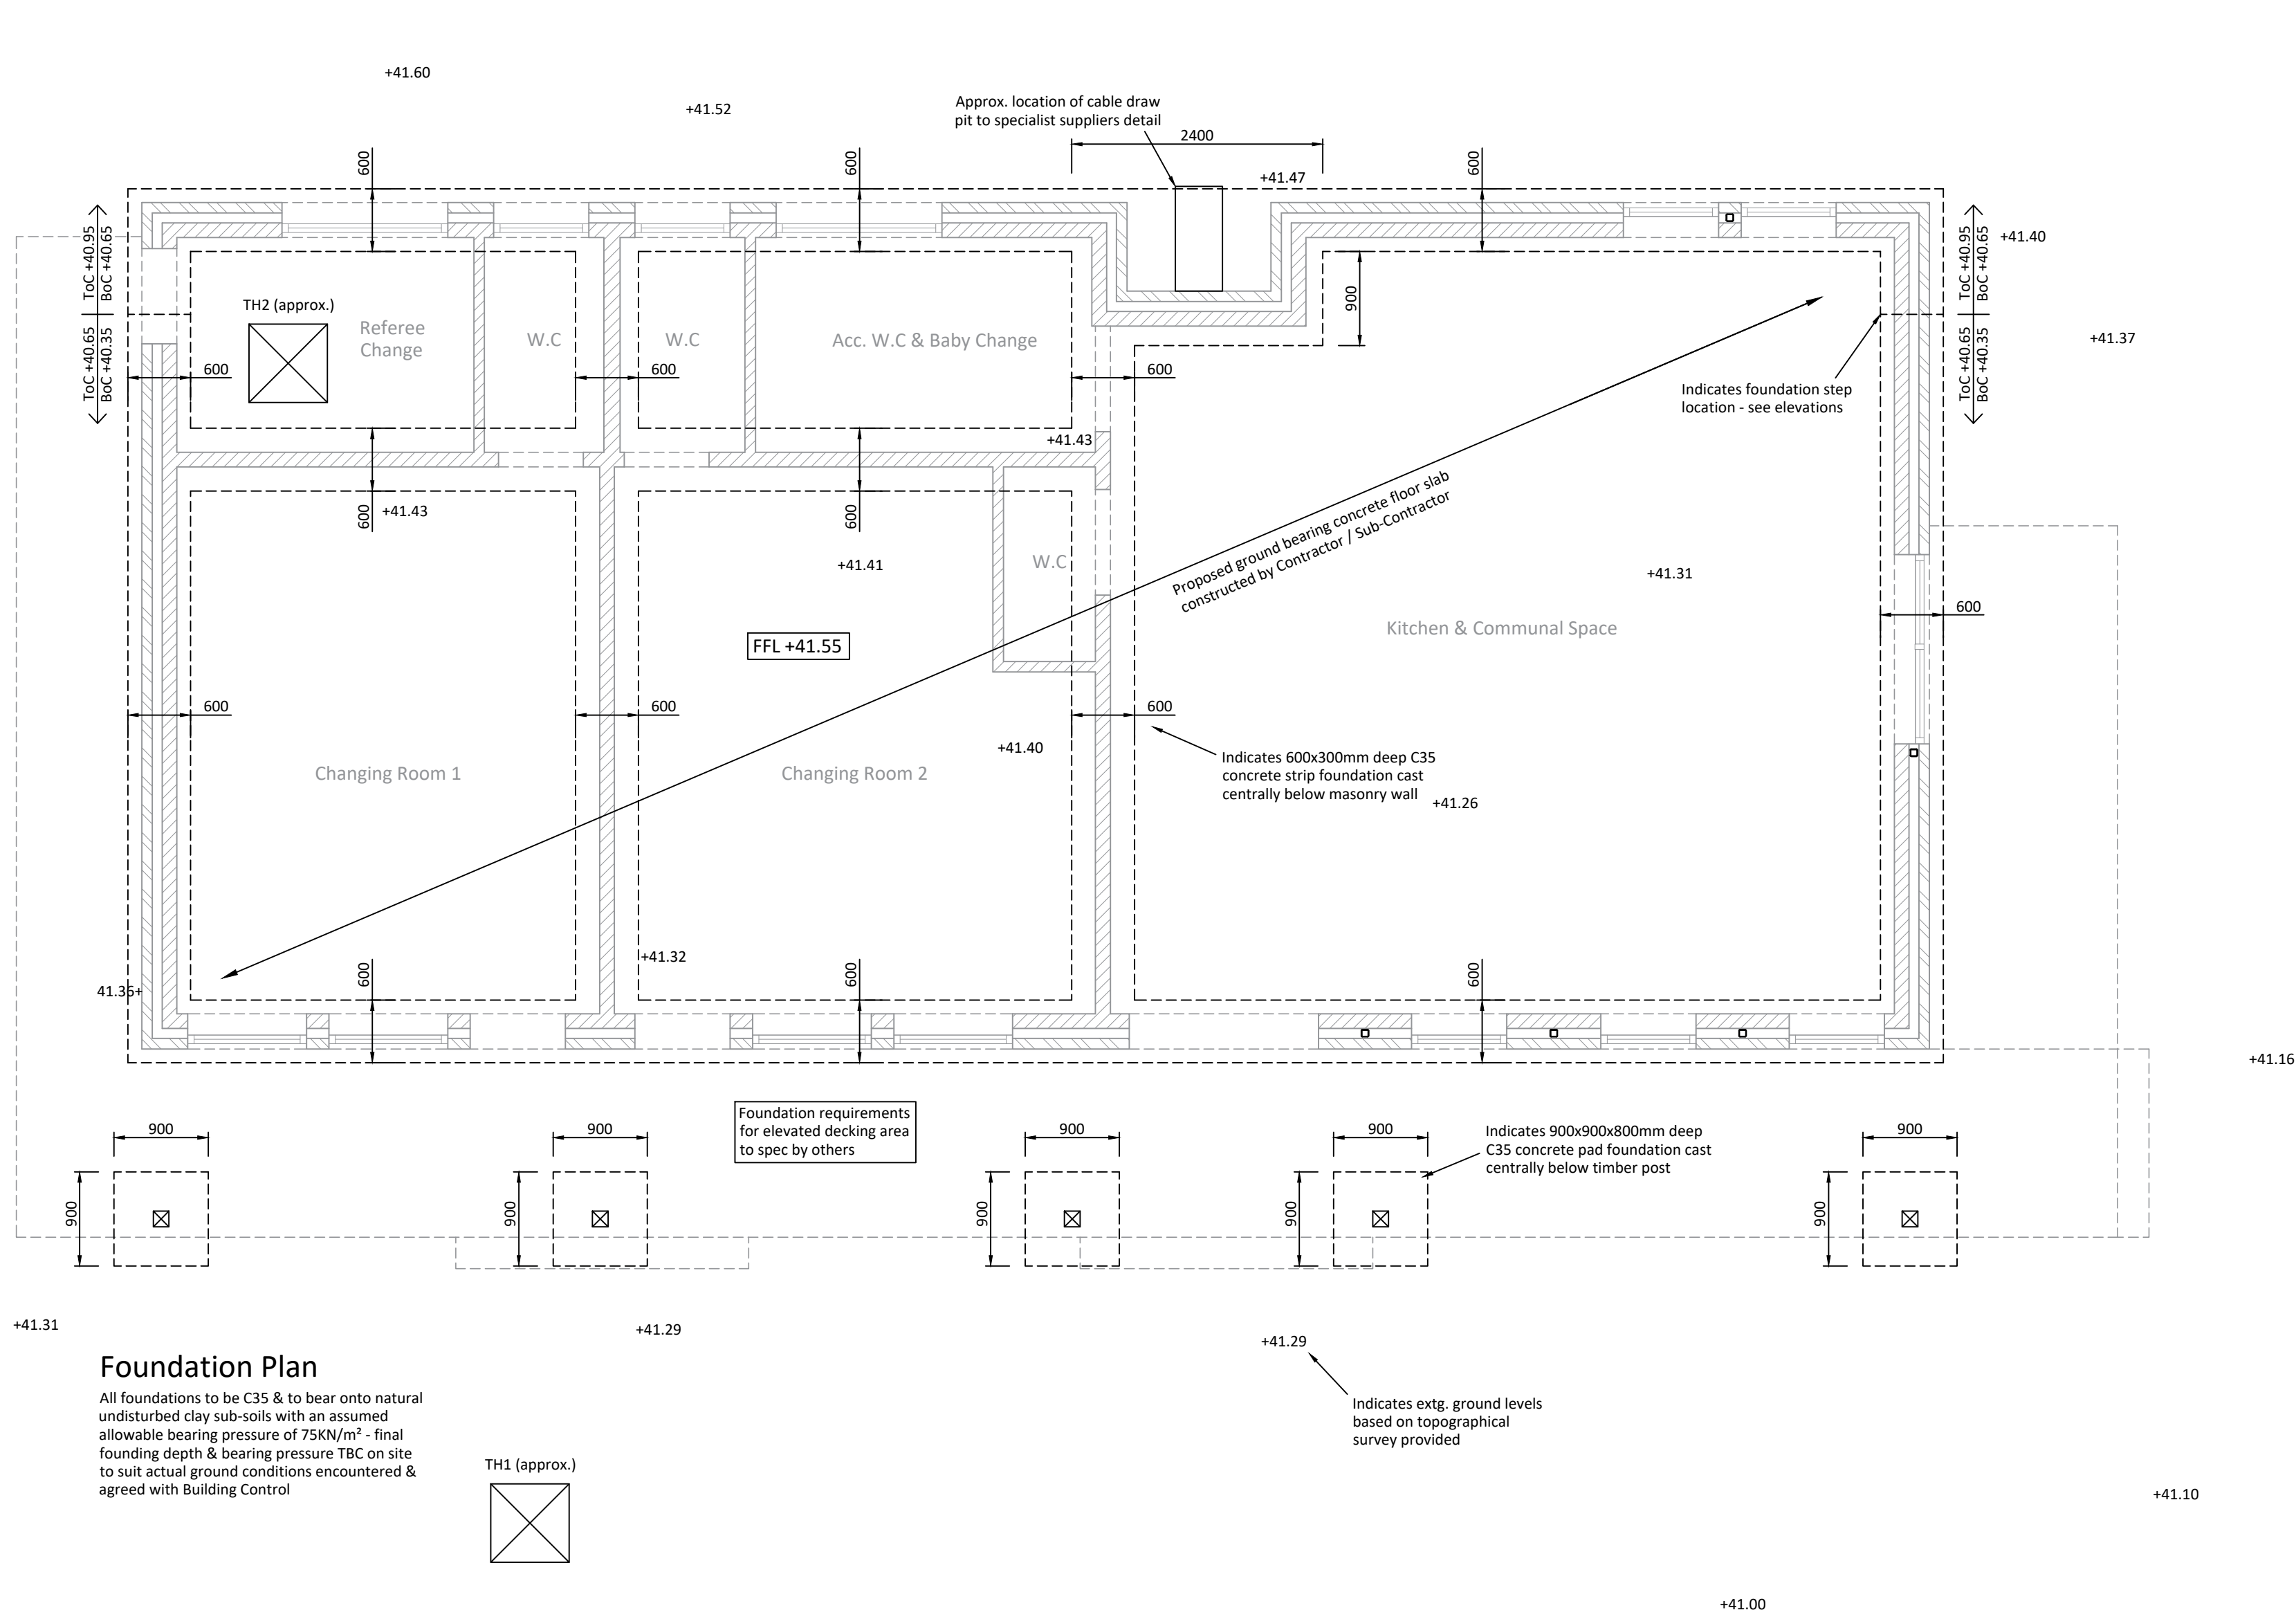 +41.60
+41.52
Approx. location of cable draw
pit to specialist suppliers detail
2400
600
600
600
+41.47
ToC +40.95
BoC +40.65
ToC +40.95
BoC +40.65
+41.40
TH2 (approx.)
900
Referee
Change
W.C
W.C
Acc. W.C & Baby Change
+41.37
ToC +40.65
BoC +40.35
ToC +40.65
BoC +40.35
600
600
600
Indicates foundation step
location - see elevations
+41.43
600
+41.43
600
Proposed ground bearing concrete floor slab
constructed by Contractor / Sub-Contractor
+41.41
W.C
+41.31
600
Kitchen & Communal Space
FFL +41.55
600
600
600
+41.40
Indicates 600x300mm deep C35
concrete strip foundation cast
centrally below masonry wall
+41.26
Changing Room 1
Changing Room 2
+41.32
600
600
600
41.36+
+41.16
Foundation requirements
for elevated decking area
to spec by others
900
900
900
900
900
Indicates 900x900x800mm deep
C35 concrete pad foundation cast
centrally below timber post
900
900
900
900
900
+41.31
+41.29
+41.29
Foundation Plan
All foundations to be C35 & to bear onto natural
undisturbed clay sub-soils with an assumed
allowable bearing pressure of 75KN/m² - final
founding depth & bearing pressure TBC on site
to suit actual ground conditions encountered &
agreed with Building Control
Indicates extg. ground levels
based on topographical
survey provided
TH1 (approx.)
+41.10
+41.00